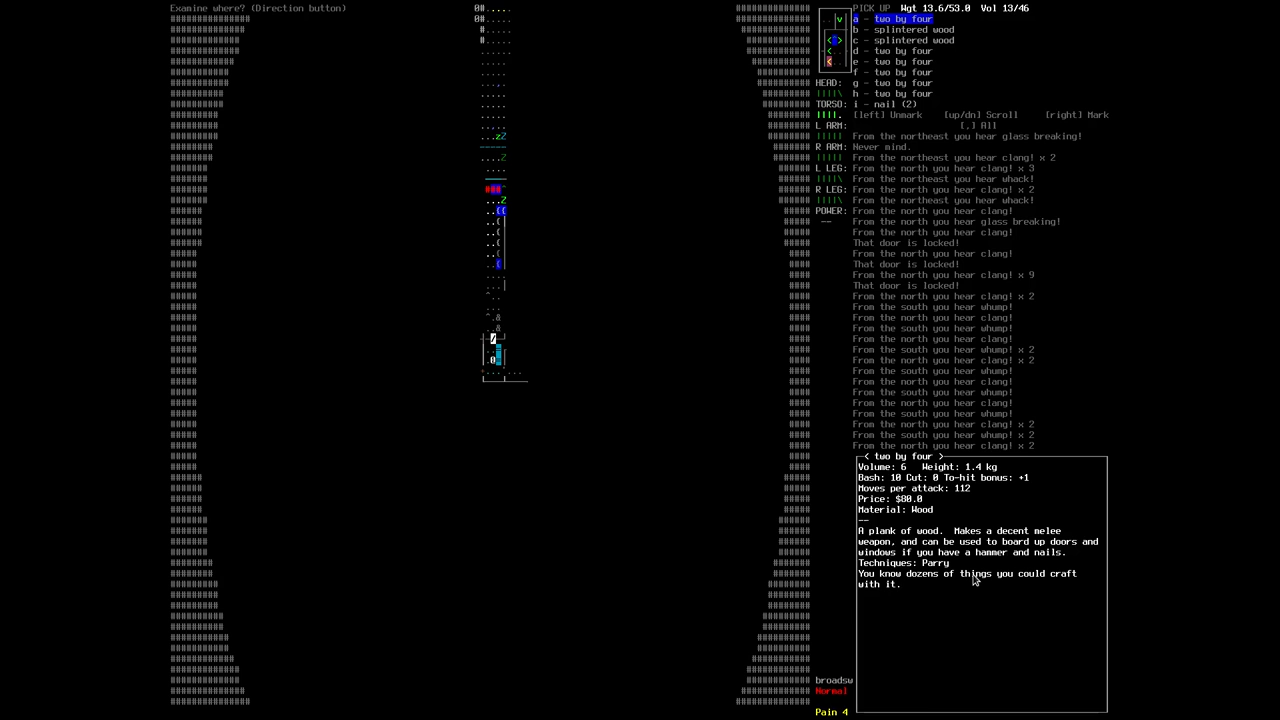 Examine where? (Direction button)
PICK UP Wgt 13.6/53.0 Vol 13/46
a - two by four
b - splintered wood
c - splintered wood
d - two by four
e - two by four
f - two by four
g - two by four
h - two by four
i - nail (2)
[left] Unmark [up/dn] Scroll [right] Mark
[,] All
HEAD:
TORSO:
L ARM:
R ARM:
L LEG:
R LEG:
POWER:
--
From the northeast you hear glass breaking!
Never mind.
From the northeast you hear clang! x 2
From the north you hear clang! x 3
From the northeast you hear whack!
From the north you hear clang! x 2
From the northeast you hear whack!
From the north you hear clang!
From the north you hear glass breaking!
From the north you hear clang!
That door is locked!
From the north you hear clang!
That door is locked!
From the north you hear clang! x 9
That door is locked!
From the north you hear clang! x 2
From the south you hear whump!
From the north you hear clang!
From the south you hear whump!
From the north you hear clang!
From the south you hear whump! x 2
From the north you hear clang! x 2
From the south you hear whump!
From the north you hear clang!
From the south you hear whump!
From the north you hear clang!
From the south you hear whump!
From the north you hear clang! x 2
From the south you hear whump! x 2
From the north you hear clang! x 2
< two by four >
Volume: 6 Weight: 1.4 kg
Bash: 10 Cut: 0 To-hit bonus: +1
Moves per attack: 112
Price: $80.0
Material: Wood
--
A plank of wood. Makes a decent melee
weapon, and can be used to board up doors and
windows if you have a hammer and nails.
Techniques: Parry
You know dozens of things you could craft
with it.
broadsw
Normal
Pain 4